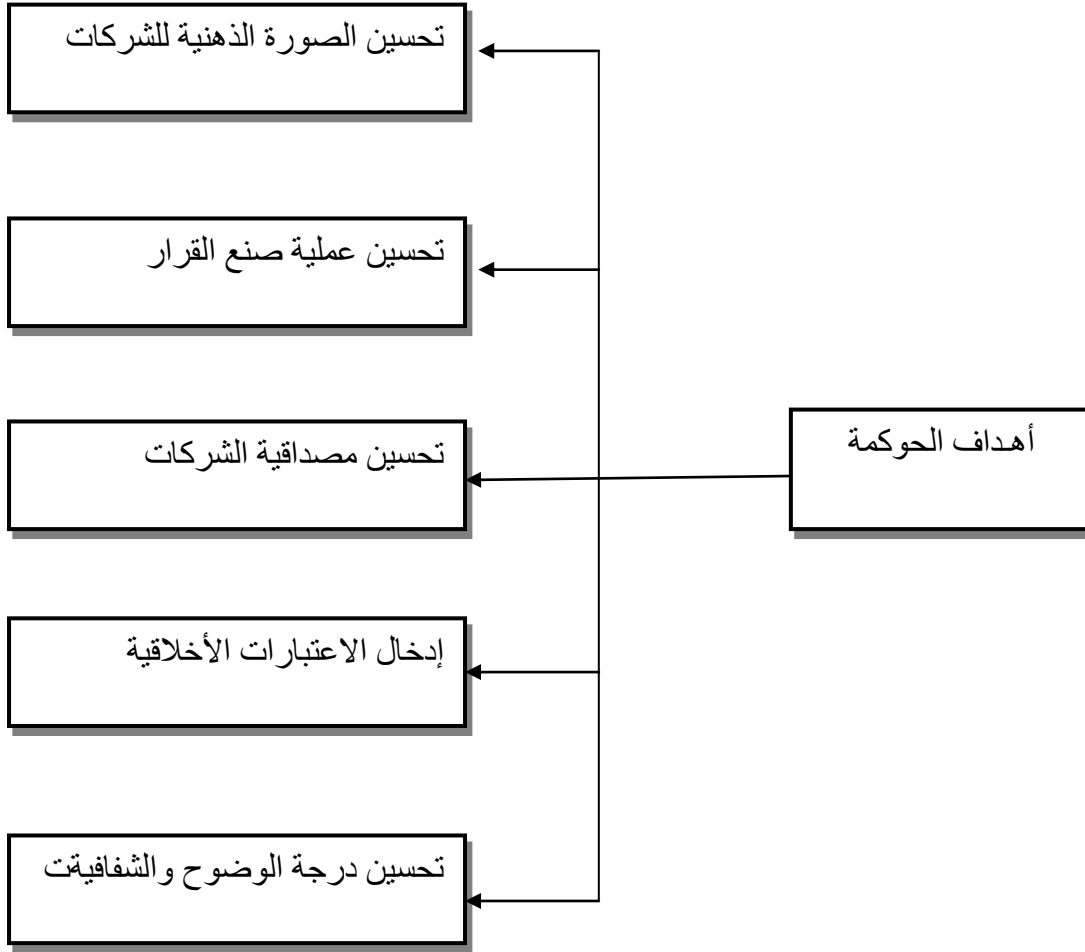 تحسين الصورة الذهنية للشركات
تحسين عملية صنع القرار
أهداف الحوكمة
تحسين مصداقية الشركات
إدخال الاعتبارات الأخلاقية
تحسين درجة الوضوح والشفافيةت